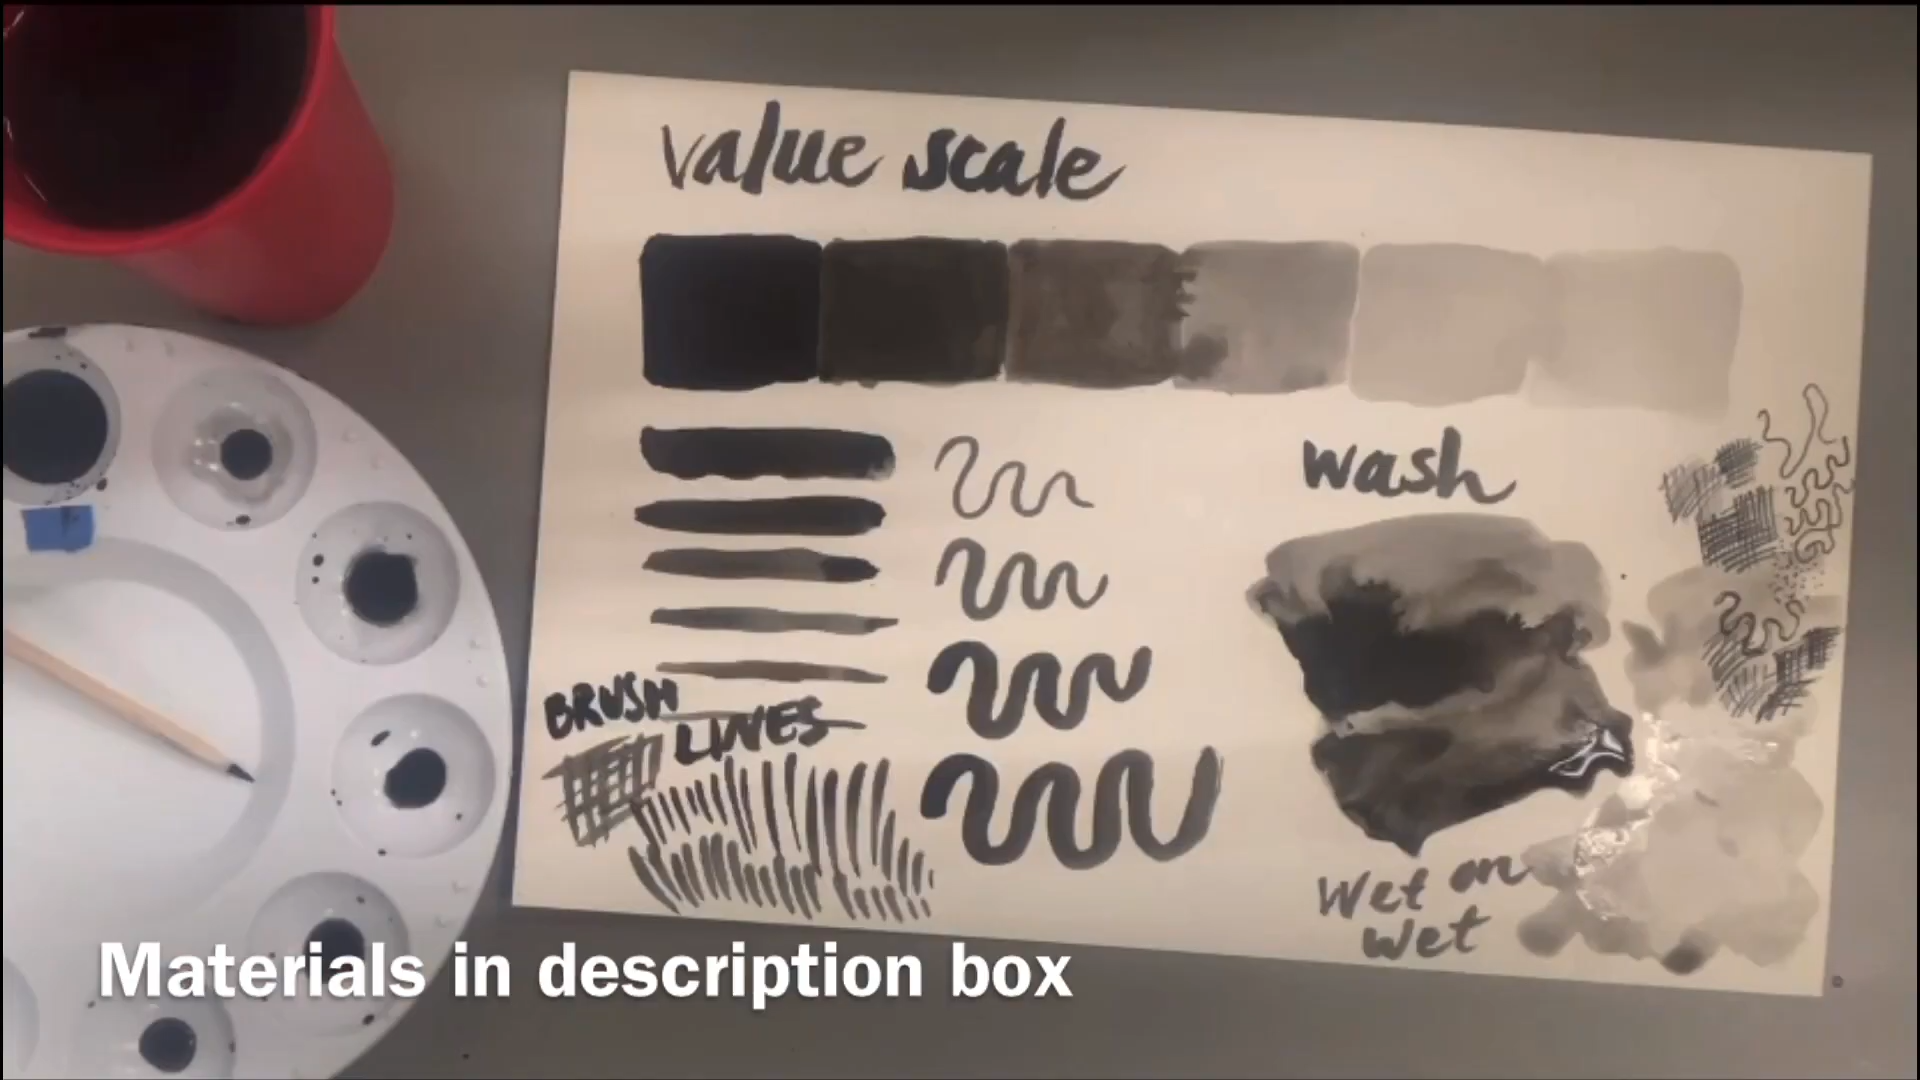 value scale
wash
BRUSH
LINES
Wet on
wet
Materials in description box